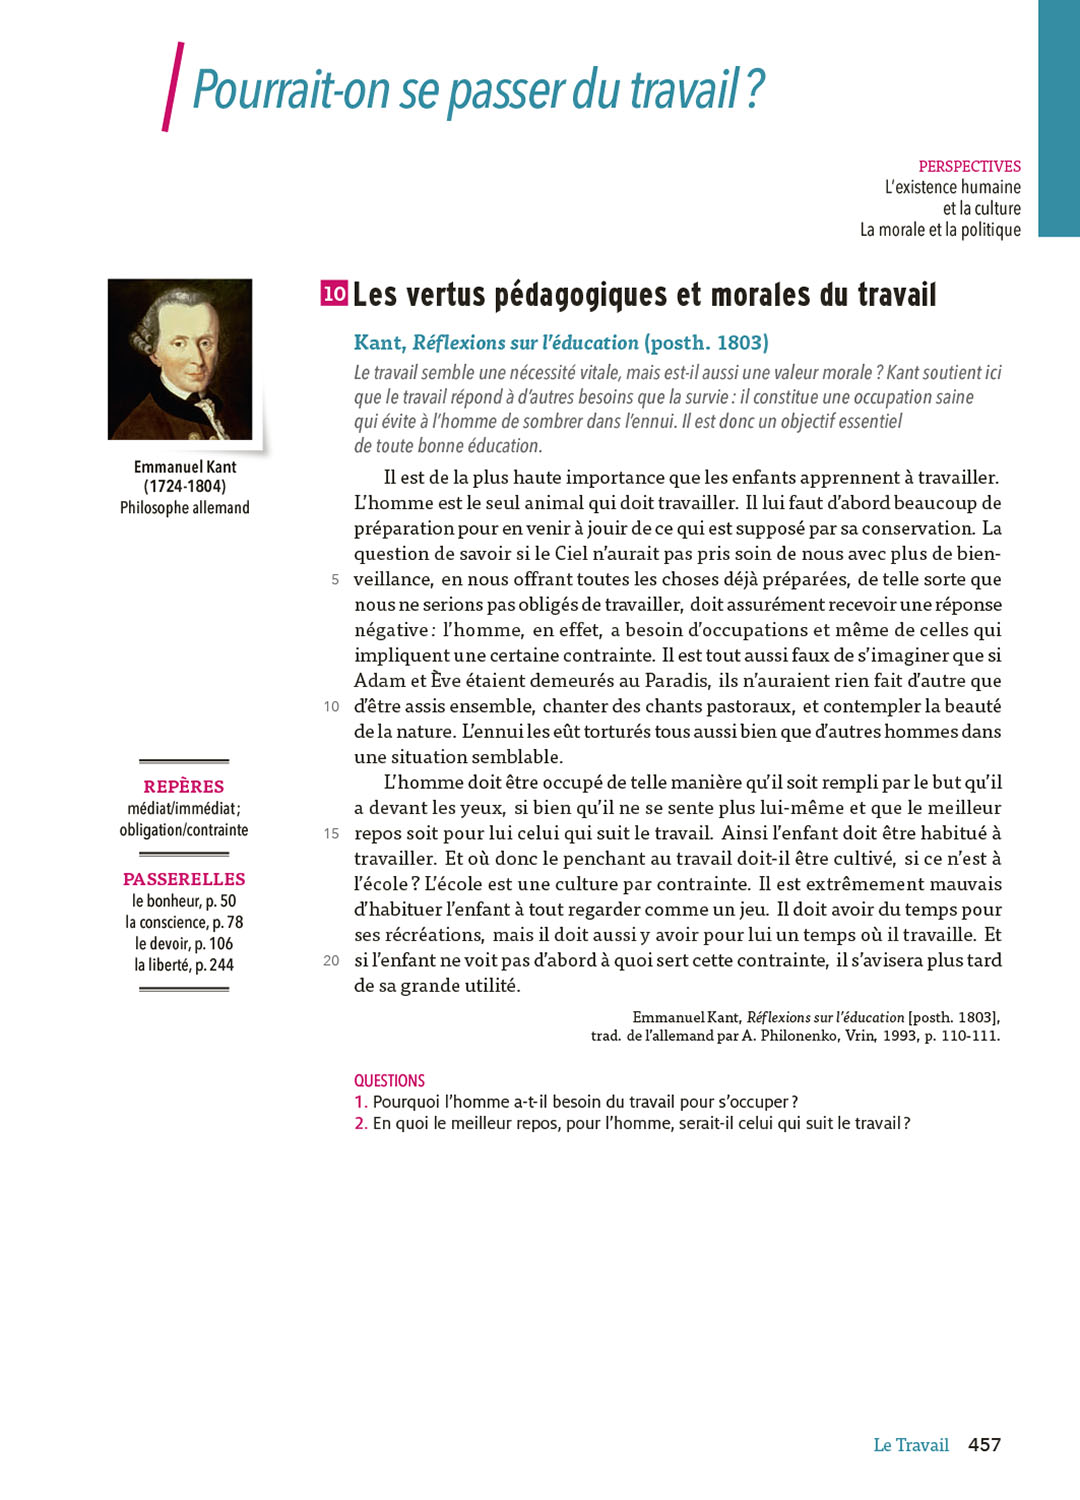 Pourrait-on se passer du travail ?
PERSPECTIVES
L'existence humaine
et la culture
La morale et la politique
10 Les vertus pédagogiques et morales du travail
Kant, Réflexions sur l'éducation (posth. 1803)
Le travail semble une nécessité vitale, mais est-il aussi une valeur morale ? Kant soutient ici
que le travail répond à d'autres besoins que la survie : il constitue une occupation saine
qui évite à l'homme de sombrer dans l'ennui. Il est donc un objectif essentiel
de toute bonne éducation.
Emmanuel Kant
(1724-1804)
Philosophe allemand
Il est de la plus haute importance que les enfants apprennent à travailler.
L'homme est le seul animal qui doit travailler. Il lui faut d'abord beaucoup de
préparation pour en venir à jouir de ce qui est supposé par sa conservation. La
question de savoir si le Ciel n'aurait pas pris soin de nous avec plus de bien-
5 veillance, en nous offrant toutes les choses déjà préparées, de telle sorte que
nous ne serions pas obligés de travailler, doit assurément recevoir une réponse
négative : l'homme, en effet, a besoin d'occupations et même de celles qui
impliquent une certaine contrainte. Il est tout aussi faux de s'imaginer que si
Adam et Ève étaient demeurés au Paradis, ils n'auraient rien fait d'autre que
10 d'être assis ensemble, chanter des chants pastoraux, et contempler la beauté
de la nature. L'ennui les eût torturés tous aussi bien que d'autres hommes dans
une situation semblable.
L'homme doit être occupé de telle manière qu'il soit rempli par le but qu'il
a devant les yeux, si bien qu'il ne se sente plus lui-même et que le meilleur
15 repos soit pour lui celui qui suit le travail. Ainsi l'enfant doit être habitué à
travailler. Et où donc le penchant au travail doit-il être cultivé, si ce n'est à
l'école ? L'école est une culture par contrainte. Il est extrêmement mauvais
d'habituer l'enfant à tout regarder comme un jeu. Il doit avoir du temps pour
ses récréations, mais il doit aussi y avoir pour lui un temps où il travaille. Et
20 si l'enfant ne voit pas d'abord à quoi sert cette contrainte, il s'avisera plus tard
de sa grande utilité.
Emmanuel Kant, Réflexions sur l'éducation [posth. 1803],
trad. de l'allemand par A. Philonenko, Vrin, 1993, p. 110-111.
REPÈRES
médiat/immédiat ;
obligation/contrainte
PASSERELLES
le bonheur, p. 50
la conscience, p. 78
le devoir, p. 106
la liberté, p. 244
QUESTIONS
1. Pourquoi l'homme a-t-il besoin du travail pour s'occuper ?
2. En quoi le meilleur repos, pour l'homme, serait-il celui qui suit le travail ?
Le Travail 457